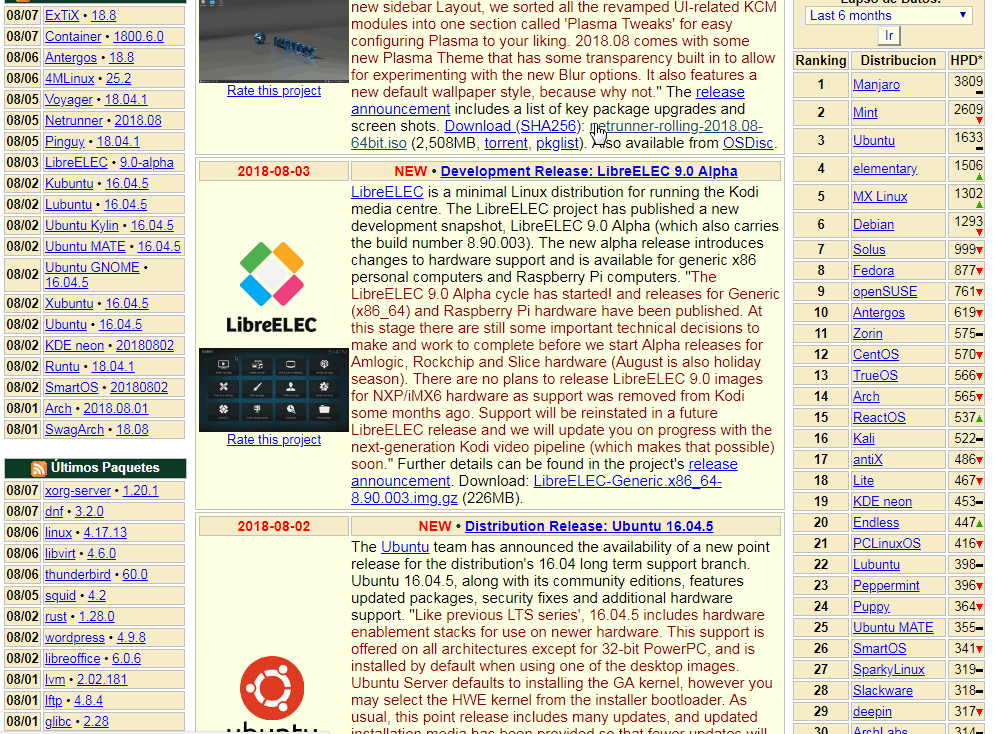 08/07 ExTiX • 18.8
08/07 Container • 1800.6.0
08/06 Antergos • 18.8
08/06 4MLinux • 25.2
08/05 Voyager • 18.04.1
08/05 Netrunner • 2018.08
08/05 Pinguy • 18.04.1
08/03 LibreELEC • 9.0-alpha
08/02 Kubuntu • 16.04.5
08/02 Lubuntu • 16.04.5
08/02 Ubuntu Kylin • 16.04.5
08/02 Ubuntu MATE • 16.04.5
08/02 Ubuntu GNOME •
16.04.5
08/02 Xubuntu • 16.04.5
08/02 Ubuntu • 16.04.5
08/02 KDE neon • 20180802
08/02 Runtu • 18.04.1
08/02 SmartOS • 20180802
08/01 Arch • 2018.08.01
08/01 SwagArch • 18.08
Últimos Paquetes
08/07 xorg-server • 1.20.1
08/07 dnf • 3.2.0
08/06 linux • 4.17.13
08/06 libvirt • 4.6.0
08/06 thunderbird • 60.0
08/05 squid • 4.2
08/02 rust • 1.28.0
08/02 wordpress • 4.9.8
08/02 libreoffice • 6.0.6
08/01 lvm • 2.02.181
08/01 lftp • 4.8.4
08/01 glibc • 2.28
Rate this project
new sidebar Layout, we sorted all the revamped UI-related KCM
modules into one section called 'Plasma Tweaks' for easy
configuring Plasma to your liking. 2018.08 comes with some
new Plasma Theme that has some transparency built in to allow
for experimenting with the new Blur options. It also features a
new default wallpaper style, because why not." The release
announcement includes a list of key package upgrades and
screen shots. Download (SHA256): netrunner-rolling-2018.08-
64bit.iso (2,508MB, torrent, pkglist). Also available from OSDisc.
2018-08-03 NEW • Development Release: LibreELEC 9.0 Alpha
LibreELEC
Rate this project
LibreELEC is a minimal Linux distribution for running the Kodi
media centre. The LibreELEC project has published a new
development snapshot, LibreELEC 9.0 Alpha (which also carries
the build number 8.90.003). The new alpha release introduces
changes to hardware support and is available for generic x86
personal computers and Raspberry Pi computers. "The
LibreELEC 9.0 Alpha cycle has started! and releases for Generic
(x86_64) and Raspberry Pi hardware have been published. At
this stage there are still some important technical decisions to
make and work to complete before we start Alpha releases for
Amlogic, Rockchip and Slice hardware (August is also holiday
season). There are no plans to release LibreELEC 9.0 images
for NXP/iMX6 hardware as support was removed from Kodi
some months ago. Support will be reinstated in a future
LibreELEC release and we will update you on progress with the
next-generation Kodi video pipeline (which makes that possible)
soon." Further details can be found in the project's release
announcement. Download: LibreELEC-Generic.x86_64-
8.90.003.img.gz (226MB).
2018-08-02 NEW • Distribution Release: Ubuntu 16.04.5
ubuntu
The Ubuntu team has announced the availability of a new point
release for the distribution's 16.04 long term support branch.
Ubuntu 16.04.5, along with its community editions, features
updated packages, security fixes and additional hardware
support. "Like previous LTS series', 16.04.5 includes hardware
enablement stacks for use on newer hardware. This support is
offered on all architectures except for 32-bit PowerPC, and is
installed by default when using one of the desktop images.
Ubuntu Server defaults to installing the GA kernel, however you
may select the HWE kernel from the installer bootloader. As
usual, this point release includes many updates, and updated
installation media has been provided so that fewer updates will
Lapso de Datos:
Last 6 months
Ir
Ranking Distribucion HPD*
1 Manjaro 3809
2 Mint 2609
3 Ubuntu 1633
4 elementary 1506
5 MX Linux 1302
6 Debian 1293
7 Solus 999
8 Fedora 877
9 openSUSE 761
10 Antergos 619
11 Zorin 575
12 CentOS 570
13 TrueOS 566
14 Arch 565
15 ReactOS 537
16 Kali 522
17 antiX 486
18 Lite 467
19 KDE neon 453
20 Endless 447
21 PCLinuxOS 416
22 Lubuntu 398
23 Peppermint 396
24 Puppy 364
25 Ubuntu MATE 355
26 SmartOS 341
27 SparkyLinux 319
28 Slackware 318
29 deepin 317
30 ArchLabs 314